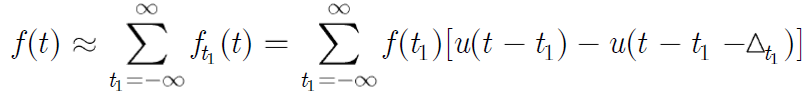 f(t) ≈ ∑_{t₁=−∞}^{∞} f_{t₁}(t) = ∑_{t₁=−∞}^{∞} f(t₁)[u(t − t₁) − u(t − t₁ −△_{t₁})]